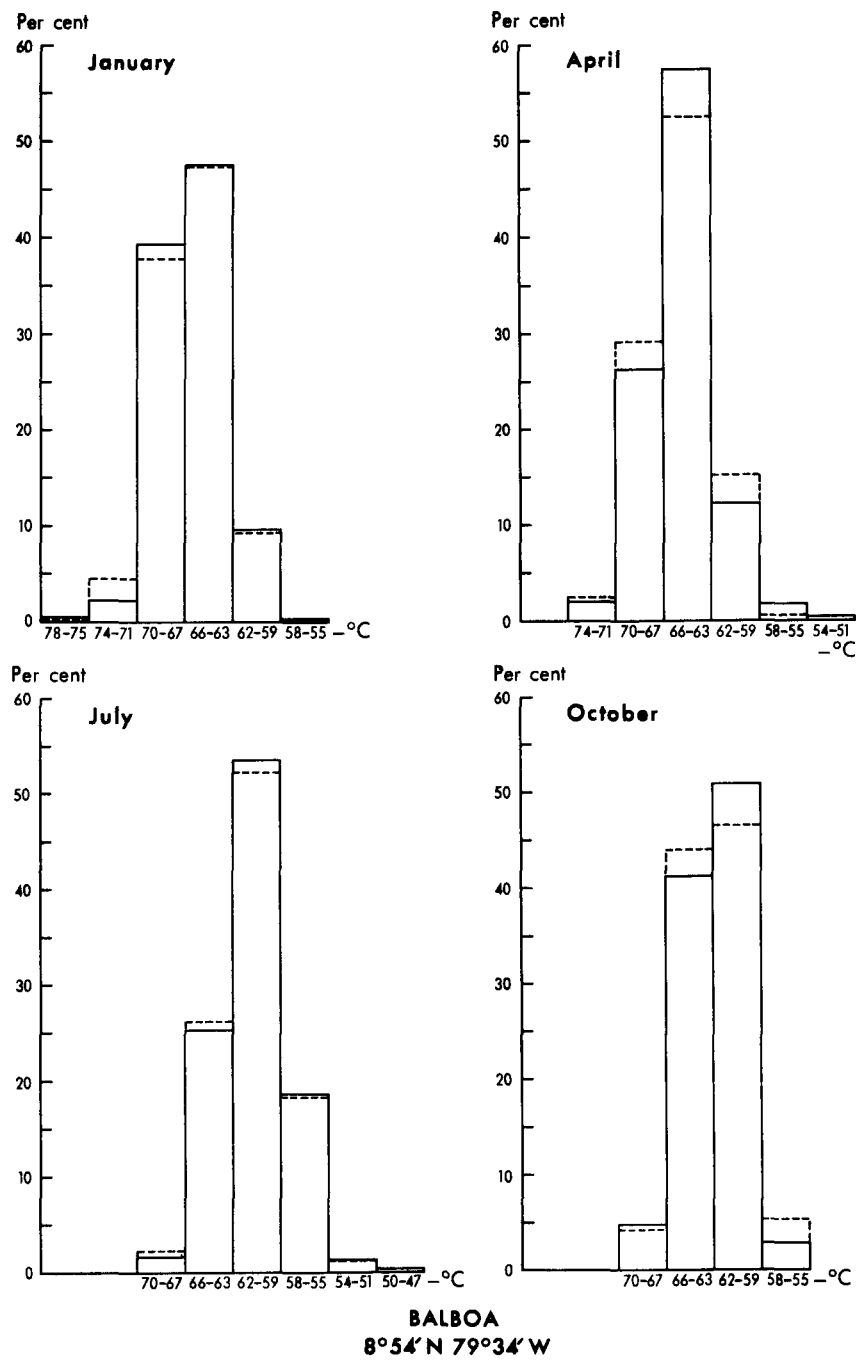 Per cent
January
60
50
40
30
20
10
0
78-75 74-71 70-67 66-63 62-59 58-55 -°C
Per cent
April
60
50
40
30
20
10
0
74-71 70-67 66-63 62-59 58-55 54-51
-°C
Per cent
July
60
50
40
30
20
10
0
70-67 66-63 62-59 58-55 54-51 50-47 -°C
Per cent
October
60
50
40
30
20
10
0
70-67 66-63 62-59 58-55 -°C
BALBOA
8°54′N 79°34′W